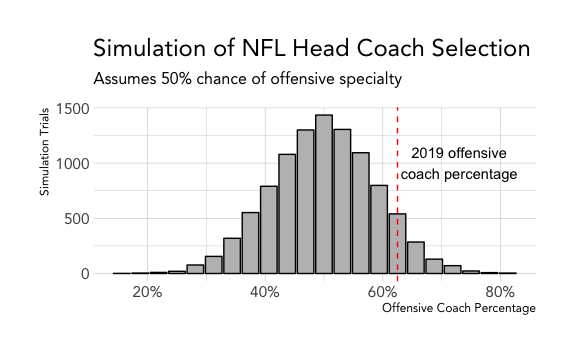 Simulation of NFL Head Coach Selection
Assumes 50% chance of offensive specialty
Simulation Trials
1500
1000
500
0
2019 offensive
coach percentage
20%
40%
60%
80%
Offensive Coach Percentage